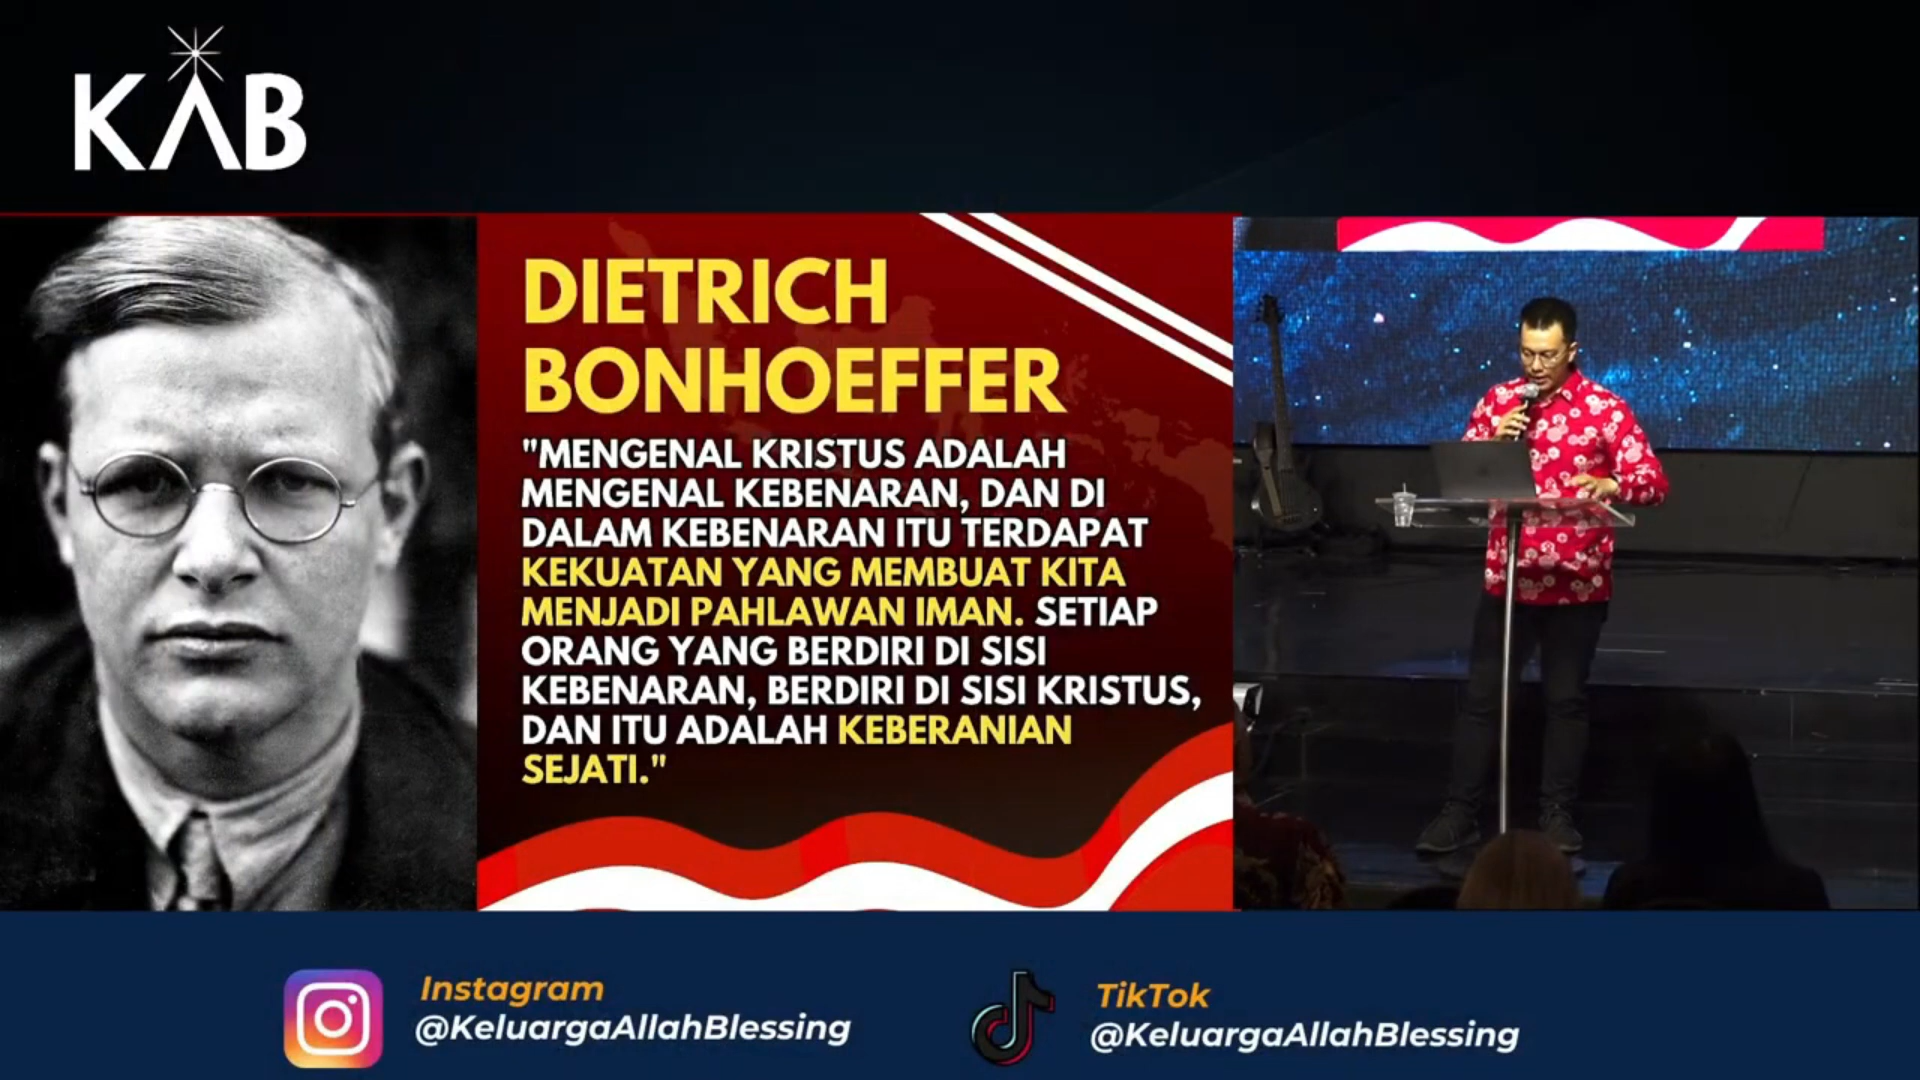 KAB
DIETRICH
BONHOEFFER
"MENGENAL KRISTUS ADALAH
MENGENAL KEBENARAN, DAN DI
DALAM KEBENARAN ITU TERDAPAT
KEKUATAN YANG MEMBUAT KITA
MENJADI PAHLAWAN IMAN. SETIAP
ORANG YANG BERDIRI DI SISI
KEBENARAN, BERDIRI DI SISI KRISTUS,
DAN ITU ADALAH KEBERANIAN
SEJATI."
Instagram
@KeluargaAllahBlessing
TikTok
@KeluargaAllahBlessing